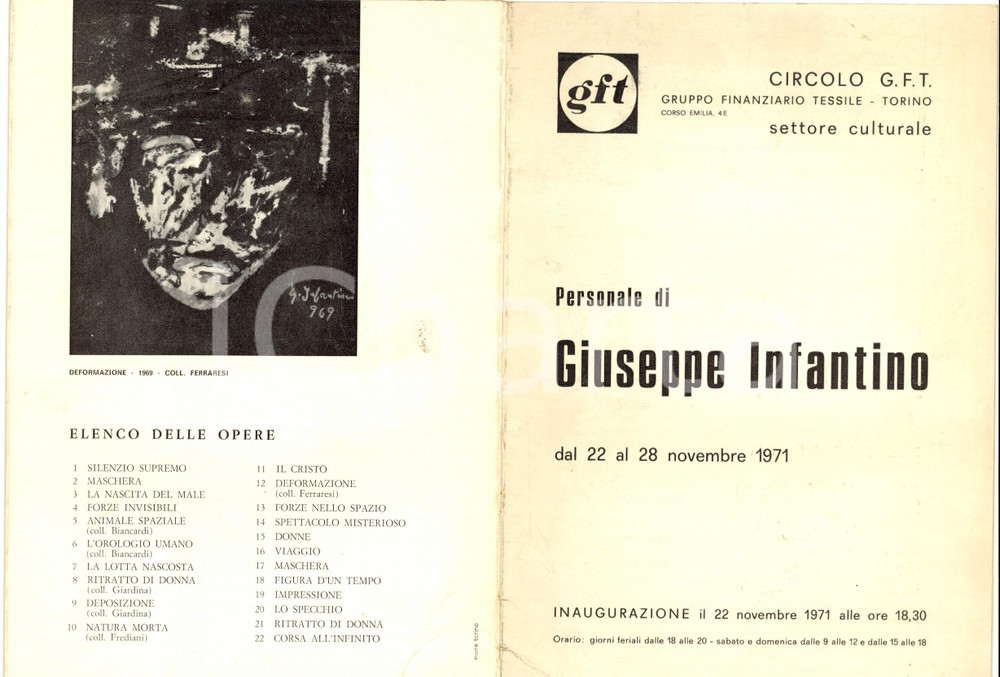 G. Infantino
969
DEFORMAZIONE - 1969 - COLL. FERRARESI
ELENCO DELLE OPERE
1 SILENZIO SUPREMO
2 MASCHERA
3 LA NASCITA DEL MALE
4 FORZE INVISIBILI
5 ANIMALE SPAZIALE
(coll. Biancardi)
6 L'OROLOGIO UMANO
(coll. Biancardi)
7 LA LOTTA NASCOSTA
8 RITRATTO DI DONNA
(coll. Giardina)
9 DEPOSIZIONE
(coll. Giardina)
10 NATURA MORTA
(coll. Frediani)
11 IL CRISTO
12 DEFORMAZIONE
(coll. Ferraresi)
13 FORZE NELLO SPAZIO
14 SPETTACOLO MISTERIOSO
15 DONNE
16 VIAGGIO
17 MASCHERA
18 FIGURA D'UN TEMPO
19 IMPRESSIONE
20 LO SPECCHIO
21 RITRATTO DI DONNA
22 CORSA ALL'INFINITO
gft
CIRCOLO G.F.T.
GRUPPO FINANZIARIO TESSILE - TORINO
CORSO EMILIA, 4 E
settore culturale
Personale di
Giuseppe Infantino
dal 22 al 28 novembre 1971
INAUGURAZIONE il 22 novembre 1971 alle ore 18,30
Orario: giorni feriali dalle 18 alle 20 - sabato e domenica dalle 9 alle 12 e dalle 15 alle 18